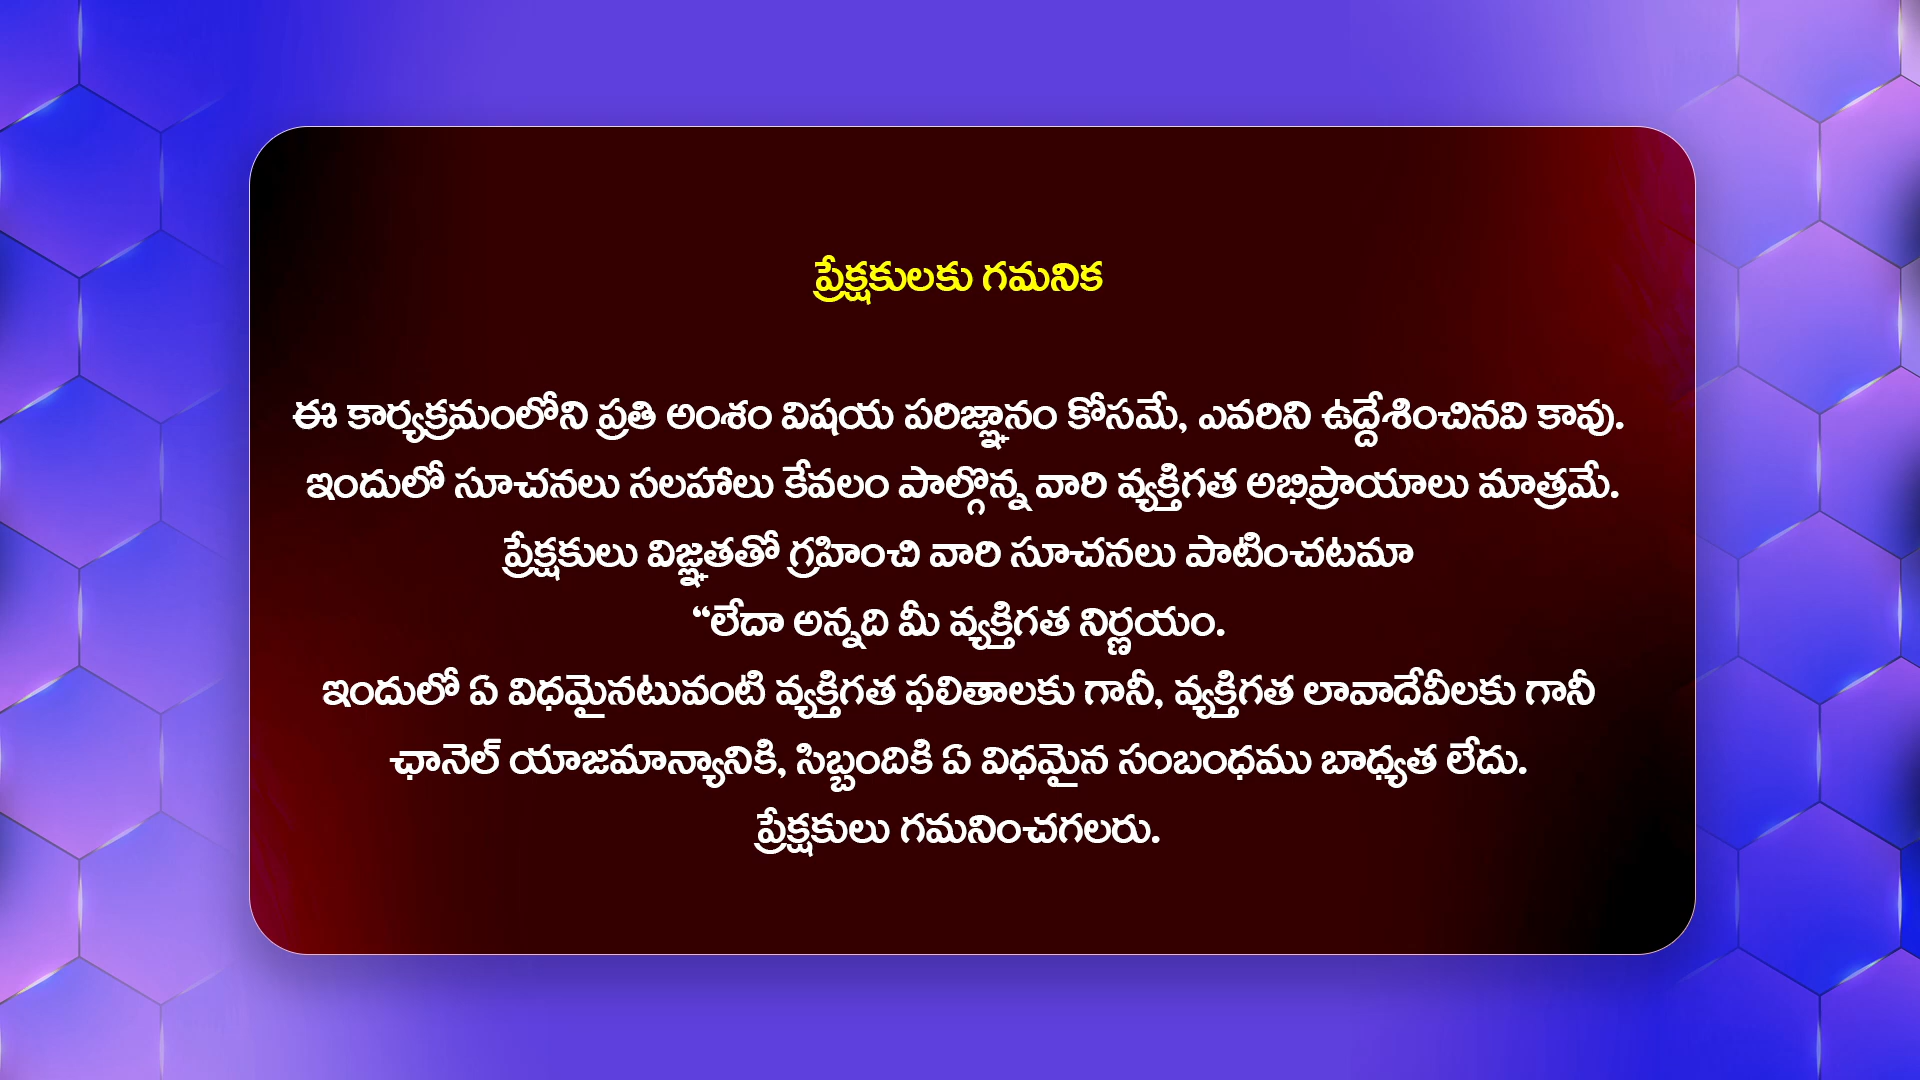 ప్రేక్షకులకు గమనిక
ఈ కార్యక్రమంలోని ప్రతి అంశం విషయ పరిజ్ఞానం కోసమే, ఎవరిని ఉద్దేశించినవి కావు.
ఇందులో సూచనలు సలహాలు కేవలం పాల్గొన్న వారి వ్యక్తిగత అభిప్రాయాలు మాత్రమే.
ప్రేక్షకులు విజ్ఞతతో గ్రహించి వారి సూచనలు పాటించటమా
“లేదా అన్నది మీ వ్యక్తిగత నిర్ణయం.
ఇందులో ఏ విధమైనటువంటి వ్యక్తిగత ఫలితాలకు గానీ, వ్యక్తిగత లావాదేవీలకు గానీ
ఛానెల్ యాజమాన్యానికి, సిబ్బందికి ఏ విధమైన సంబంధము బాధ్యత లేదు.
ప్రేక్షకులు గమనించగలరు.